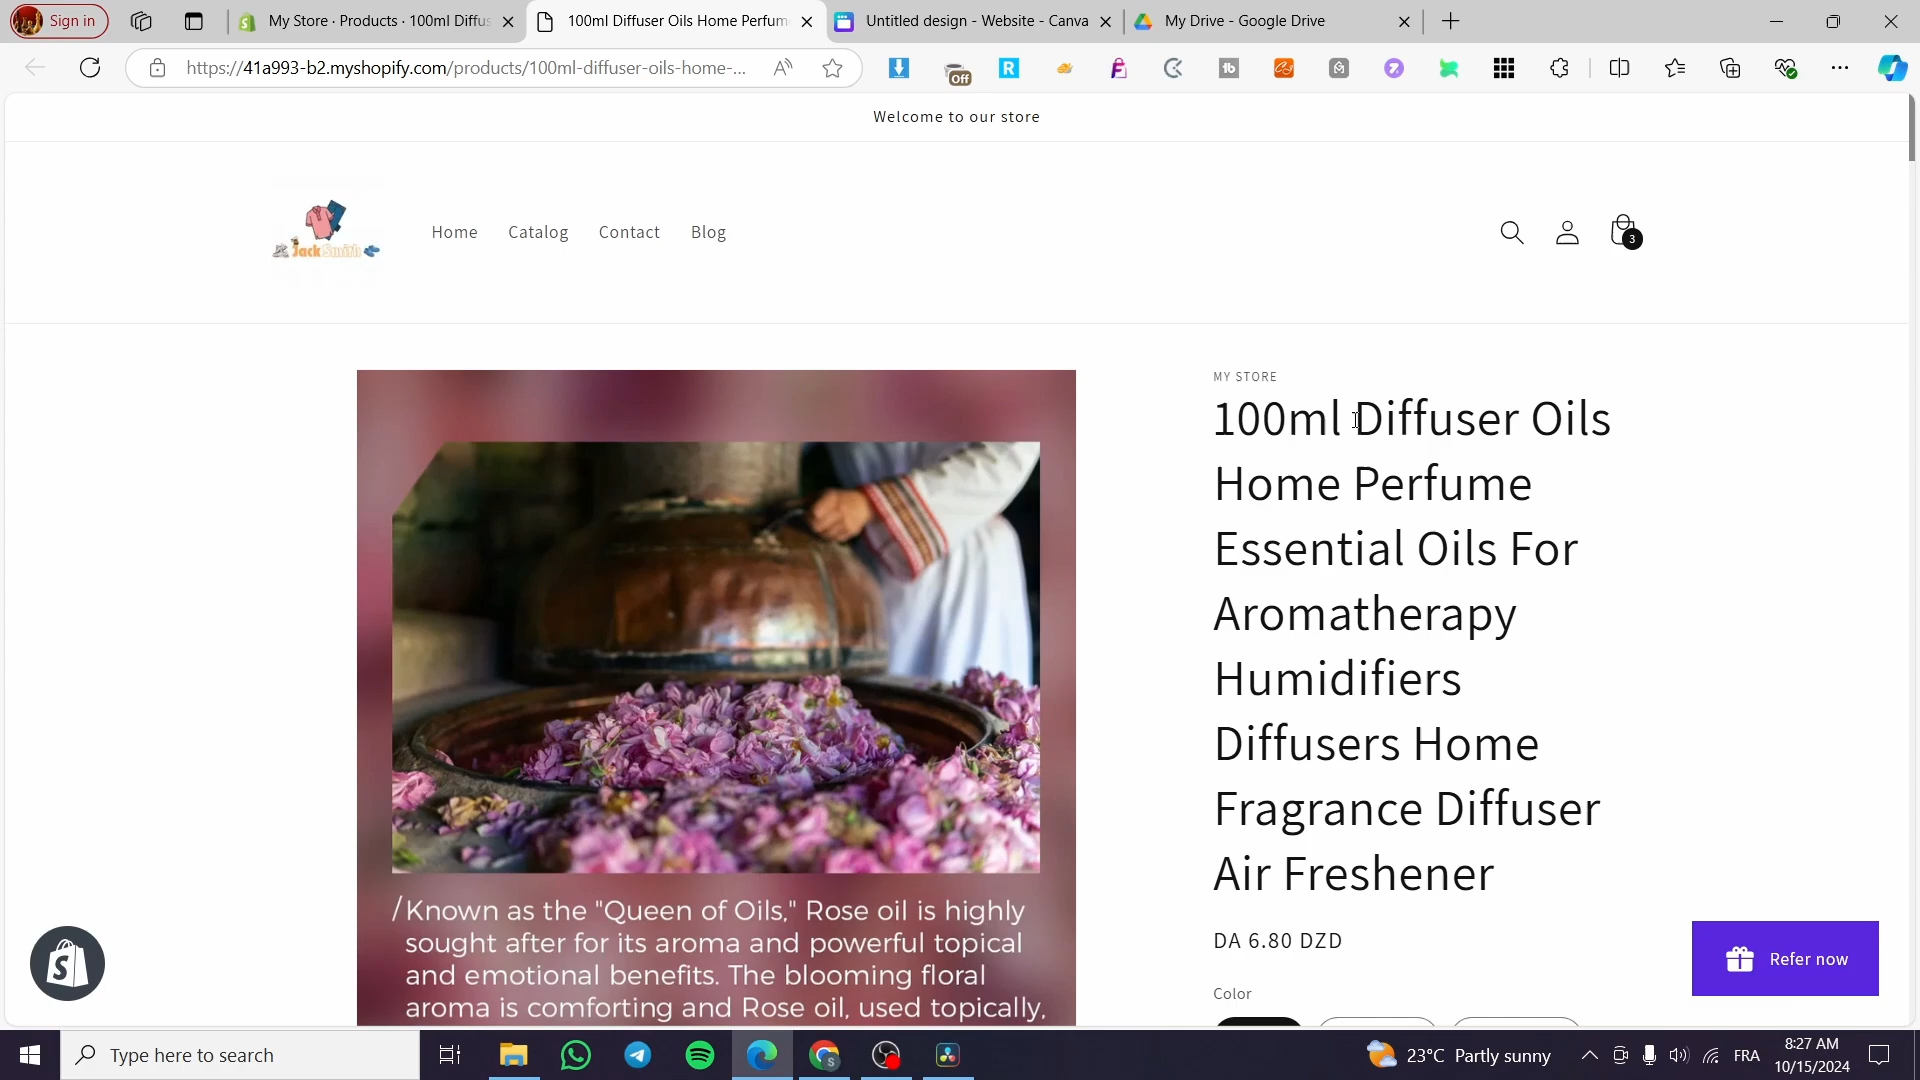 Sign in
My Store · Products · 100ml Diffus
100ml Diffuser Oils Home Perfum
Untitled design - Website - Canva
My Drive - Google Drive
https://41a993-b2.myshopify.com/products/100ml-diffuser-oils-home-...
Off
Welcome to our store
Jack Smith
Home
Catalog
Contact
Blog
3
MY STORE
100ml Diffuser Oils
Home Perfume
Essential Oils For
Aromatherapy
Humidifiers
Diffusers Home
Fragrance Diffuser
Air Freshener
DA 6.80 DZD
Color
/Known as the "Queen of Oils," Rose oil is highly
sought after for its aroma and powerful topical
and emotional benefits. The blooming floral
aroma is comforting and Rose oil, used topically,
Refer now
Type here to search
23°C Partly sunny
FRA
8:27 AM
10/15/2024